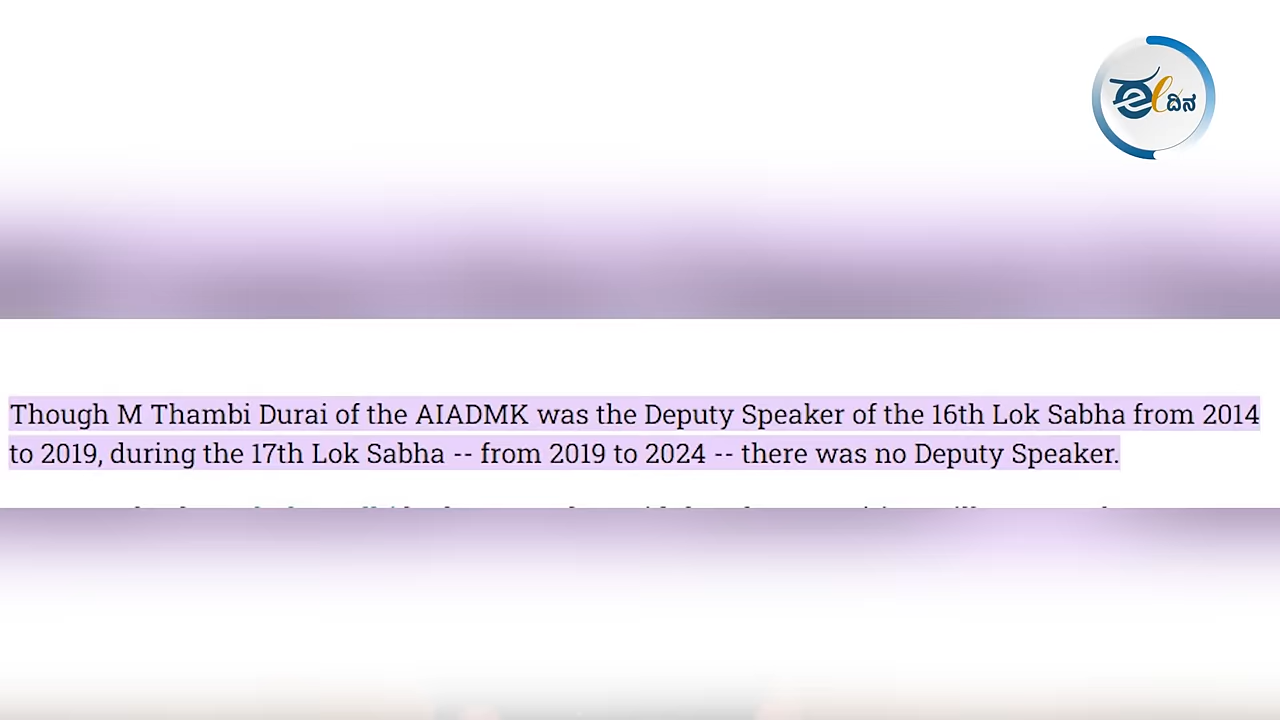 ದಿನ
Though M Thambi Durai of the AIADMK was the Deputy Speaker of the 16th Lok Sabha from 2014
to 2019, during the 17th Lok Sabha -- from 2019 to 2024 -- there was no Deputy Speaker.